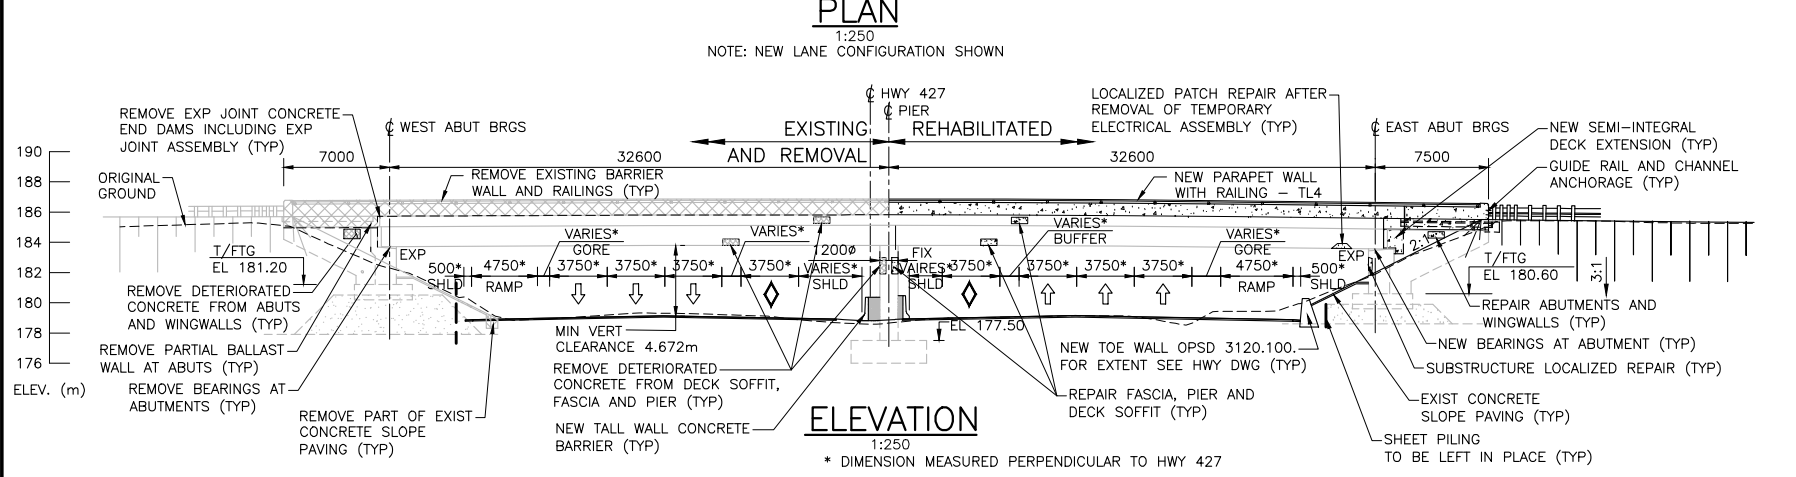 PLAN
1:250
NOTE: NEW LANE CONFIGURATION SHOWN
REMOVE EXP JOINT CONCRETE
END DAMS INCLUDING EXP
JOINT ASSEMBLY (TYP)
℄ WEST ABUT BRGS
℄ HWY 427
℄ PIER
EXISTING
AND REMOVAL
REHABILITATED
LOCALIZED PATCH REPAIR AFTER
REMOVAL OF TEMPORARY
ELECTRICAL ASSEMBLY (TYP)
℄ EAST ABUT BRGS
NEW SEMI-INTEGRAL
DECK EXTENSION (TYP)
GUIDE RAIL AND CHANNEL
ANCHORAGE (TYP)
190
188
186
184
182
180
178
176
ELEV. (m)
7000
32600
32600
7500
ORIGINAL
GROUND
REMOVE EXISTING BARRIER
WALL AND RAILINGS (TYP)
NEW PARAPET WALL
WITH RAILING - TL4
T/FTG
EL 181.20
EXP
VARIES*
GORE
VARIES*
1200ø
FIX
VARIES*
BUFFER
VARIES*
GORE
EXP
2:1
T/FTG
EL 180.60
3:1
500*
SHLD
4750*
RAMP
3750*
3750*
3750*
3750*
VARIES*
SHLD
VAIRES*
SHLD
3750*
3750*
3750*
3750*
4750*
RAMP
500*
SHLD
REMOVE DETERIORATED
CONCRETE FROM ABUTS
AND WINGWALLS (TYP)
REMOVE PARTIAL BALLAST
WALL AT ABUTS (TYP)
REMOVE BEARINGS AT
ABUTMENTS (TYP)
REMOVE PART OF EXIST
CONCRETE SLOPE
PAVING (TYP)
MIN VERT
CLEARANCE 4.672m
REMOVE DETERIORATED
CONCRETE FROM DECK SOFFIT,
FASCIA AND PIER (TYP)
NEW TALL WALL CONCRETE
BARRIER (TYP)
EL 177.50
NEW TOE WALL OPSD 3120.100.
FOR EXTENT SEE HWY DWG (TYP)
REPAIR FASCIA, PIER AND
DECK SOFFIT (TYP)
REPAIR ABUTMENTS AND
WINGWALLS (TYP)
NEW BEARINGS AT ABUTMENT (TYP)
SUBSTRUCTURE LOCALIZED REPAIR (TYP)
EXIST CONCRETE
SLOPE PAVING (TYP)
SHEET PILING
TO BE LEFT IN PLACE (TYP)
ELEVATION
1:250
* DIMENSION MEASURED PERPENDICULAR TO HWY 427